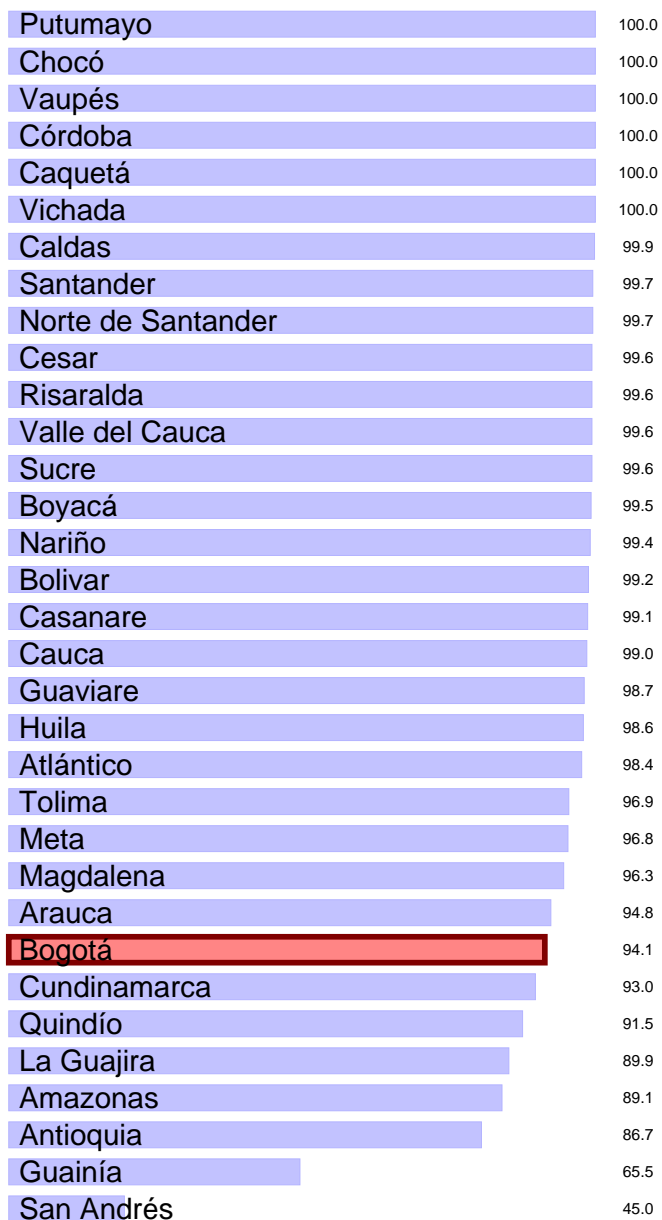 Putumayo 100.0
Chocó 100.0
Vaupés 100.0
Córdoba 100.0
Caquetá 100.0
Vichada 100.0
Caldas 99.9
Santander 99.7
Norte de Santander 99.7
Cesar 99.6
Risaralda 99.6
Valle del Cauca 99.6
Sucre 99.6
Boyacá 99.5
Nariño 99.4
Bolivar 99.2
Casanare 99.1
Cauca 99.0
Guaviare 98.7
Huila 98.6
Atlántico 98.4
Tolima 96.9
Meta 96.8
Magdalena 96.3
Arauca 94.8
Bogotá 94.1
Cundinamarca 93.0
Quindío 91.5
La Guajira 89.9
Amazonas 89.1
Antioquia 86.7
Guainía 65.5
San Andrés 45.0